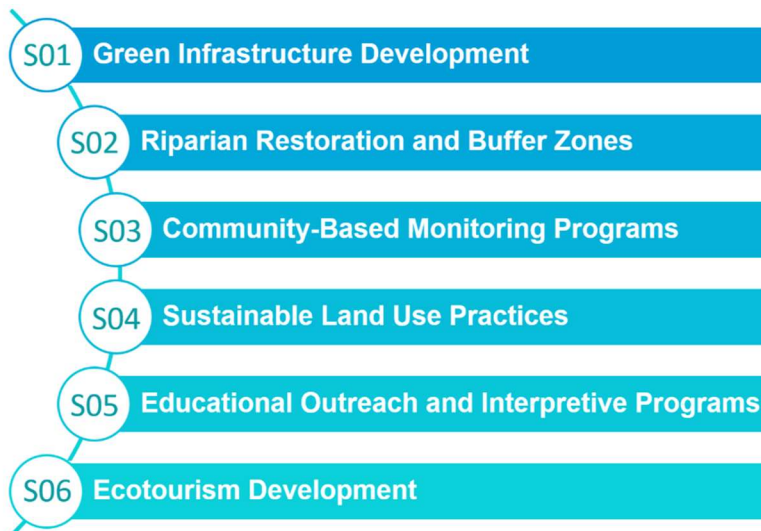 S01 Green Infrastructure Development
S02 Riparian Restoration and Buffer Zones
S03 Community-Based Monitoring Programs
S04 Sustainable Land Use Practices
S05 Educational Outreach and Interpretive Programs
S06 Ecotourism Development